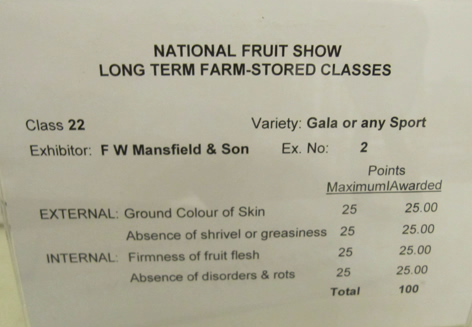 NATIONAL FRUIT SHOW
LONG TERM FARM-STORED CLASSES
Class 22 Variety: Gala or any Sport
Exhibitor: F W Mansfield & Son Ex. No: 2
Points
Maximum|Awarded
EXTERNAL: Ground Colour of Skin 25 25.00
Absence of shrivel or greasiness 25 25.00
INTERNAL: Firmness of fruit flesh 25 25.00
Absence of disorders & rots 25 25.00
Total 100